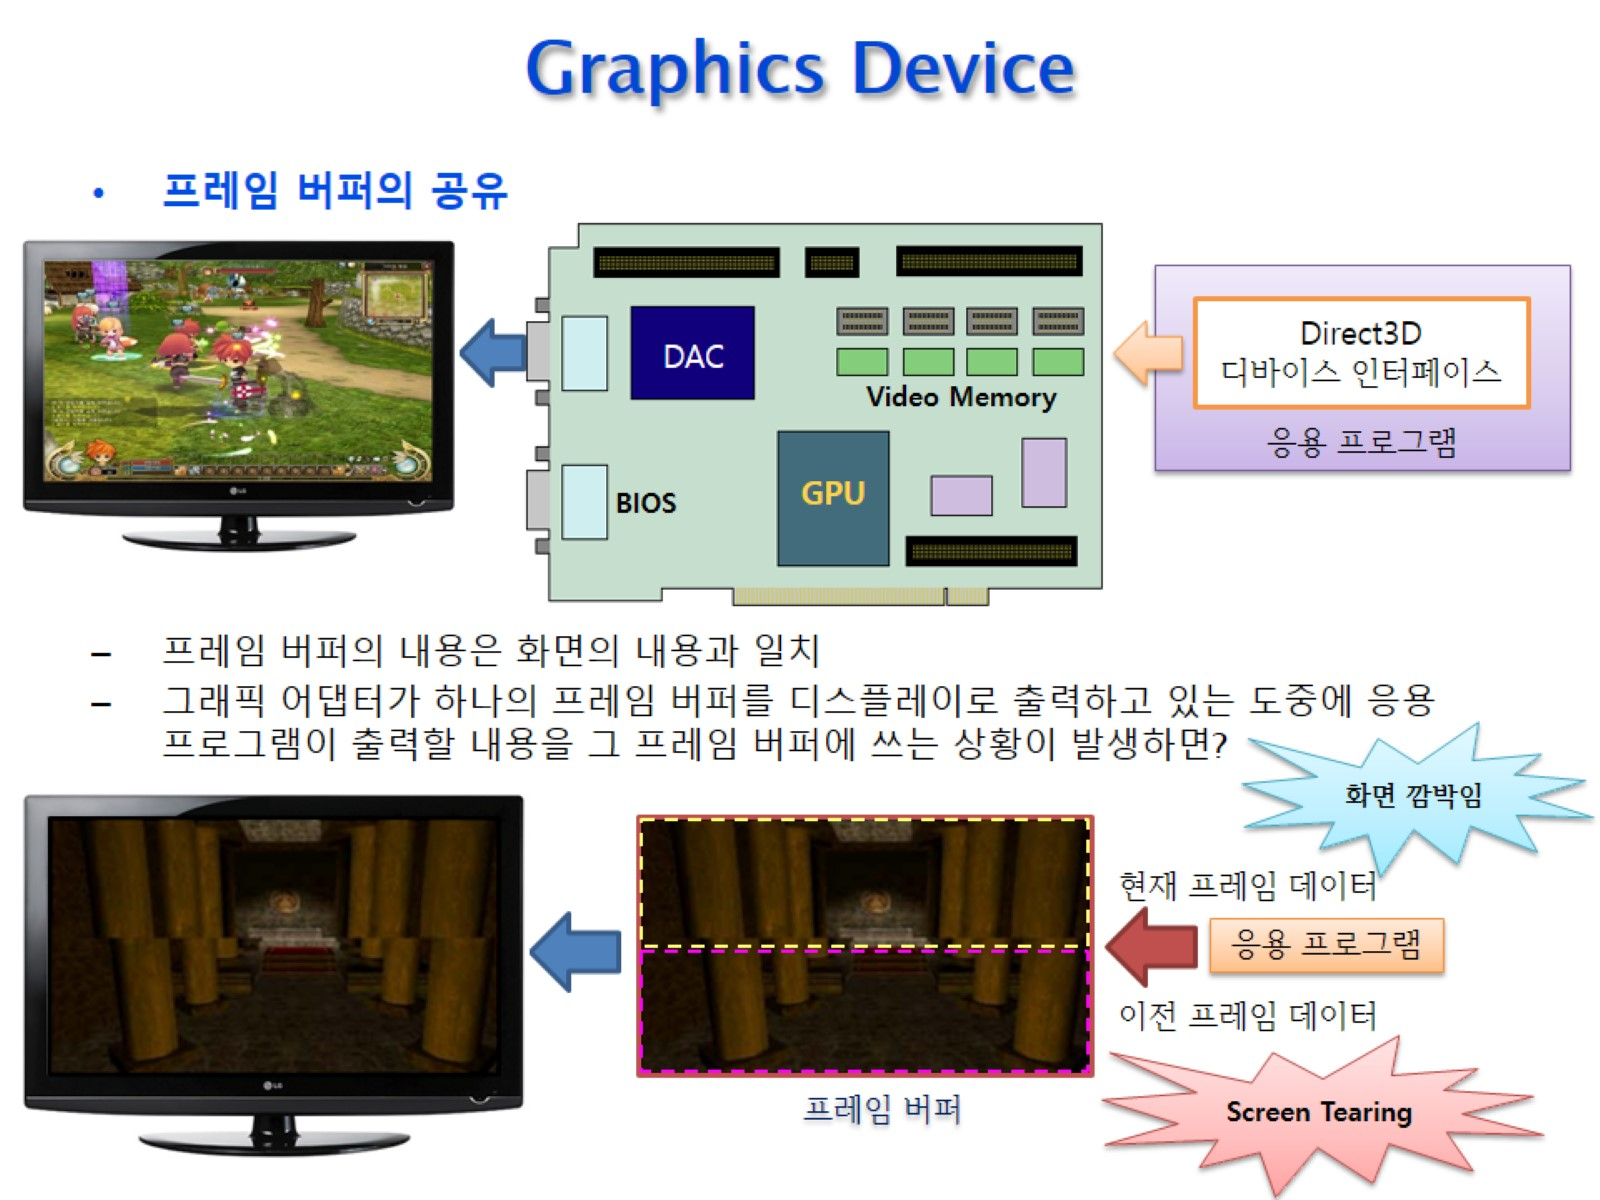 Graphics Device
• 프레임 버퍼의 공유
DAC
Video Memory
BIOS
GPU
Direct3D
디바이스 인터페이스
응용 프로그램
LG
– 프레임 버퍼의 내용은 화면의 내용과 일치
– 그래픽 어댑터가 하나의 프레임 버퍼를 디스플레이로 출력하고 있는 도중에 응용
프로그램이 출력할 내용을 그 프레임 버퍼에 쓰는 상황이 발생하면?
화면 깜박임
현재 프레임 데이터
응용 프로그램
이전 프레임 데이터
LG
프레임 버퍼
Screen Tearing